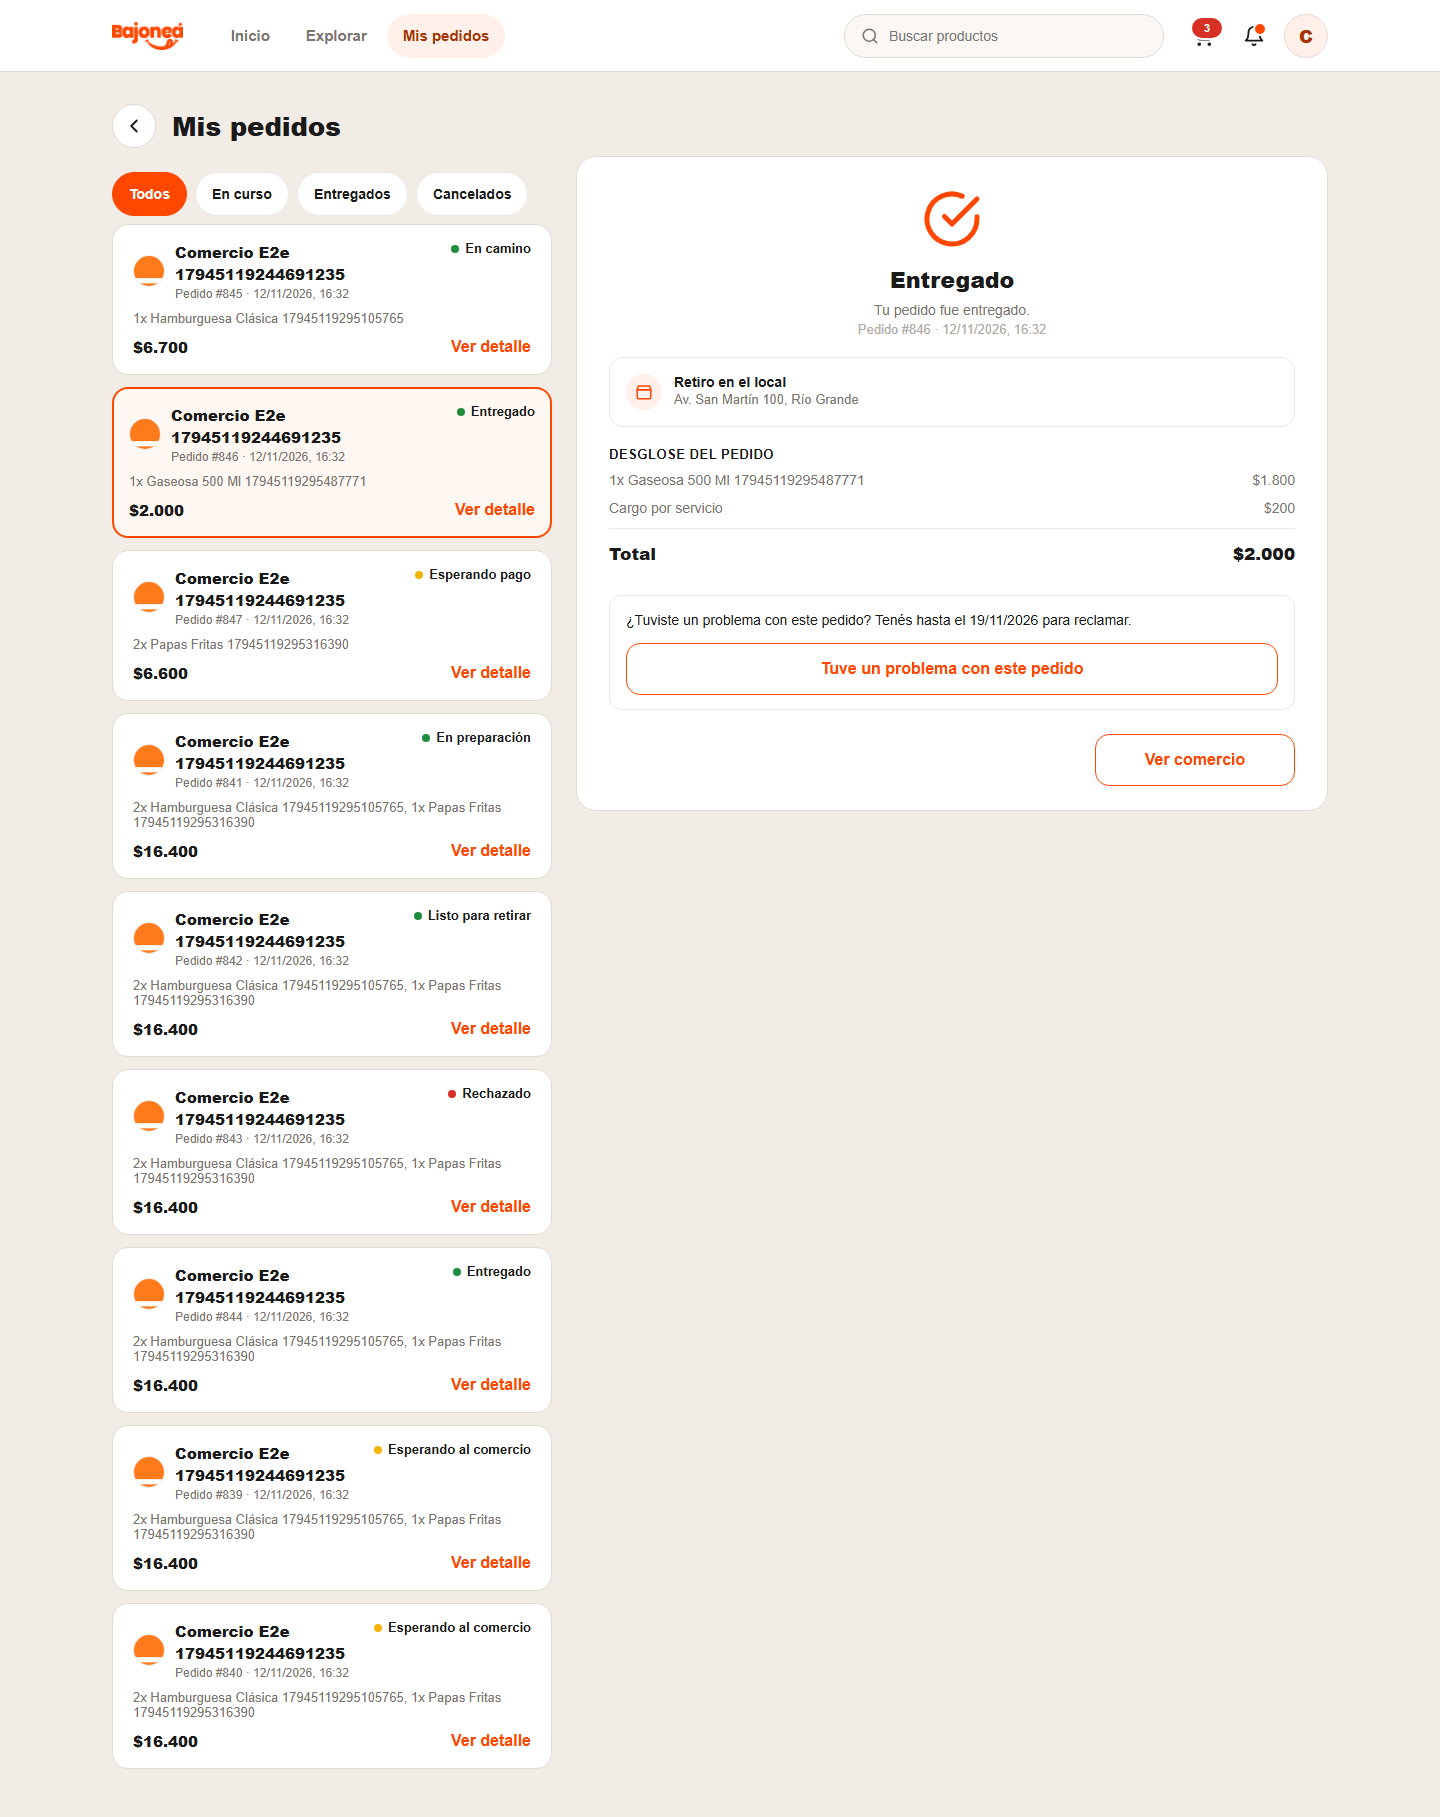 Bajoneá
Inicio
Explorar
Mis pedidos
Buscar productos
3
C
Mis pedidos
Todos
En curso
Entregados
Cancelados
Comercio E2e
17945119244691235
En camino
Pedido #845 · 12/11/2026, 16:32
1x Hamburguesa Clásica 17945119295105765
$6.700
Ver detalle
Comercio E2e
17945119244691235
Entregado
Pedido #846 · 12/11/2026, 16:32
1x Gaseosa 500 Ml 17945119295487771
$2.000
Ver detalle
Comercio E2e
17945119244691235
Esperando pago
Pedido #847 · 12/11/2026, 16:32
2x Papas Fritas 17945119295316390
$6.600
Ver detalle
Comercio E2e
17945119244691235
En preparación
Pedido #841 · 12/11/2026, 16:32
2x Hamburguesa Clásica 17945119295105765, 1x Papas Fritas
17945119295316390
$16.400
Ver detalle
Comercio E2e
17945119244691235
Listo para retirar
Pedido #842 · 12/11/2026, 16:32
2x Hamburguesa Clásica 17945119295105765, 1x Papas Fritas
17945119295316390
$16.400
Ver detalle
Comercio E2e
17945119244691235
Rechazado
Pedido #843 · 12/11/2026, 16:32
2x Hamburguesa Clásica 17945119295105765, 1x Papas Fritas
17945119295316390
$16.400
Ver detalle
Comercio E2e
17945119244691235
Entregado
Pedido #844 · 12/11/2026, 16:32
2x Hamburguesa Clásica 17945119295105765, 1x Papas Fritas
17945119295316390
$16.400
Ver detalle
Comercio E2e
17945119244691235
Esperando al comercio
Pedido #839 · 12/11/2026, 16:32
2x Hamburguesa Clásica 17945119295105765, 1x Papas Fritas
17945119295316390
$16.400
Ver detalle
Comercio E2e
17945119244691235
Esperando al comercio
Pedido #840 · 12/11/2026, 16:32
2x Hamburguesa Clásica 17945119295105765, 1x Papas Fritas
17945119295316390
$16.400
Ver detalle
Entregado
Tu pedido fue entregado.
Pedido #846 · 12/11/2026, 16:32
Retiro en el local
Av. San Martín 100, Río Grande
DESGLOSE DEL PEDIDO
1x Gaseosa 500 Ml 17945119295487771 $1.800
Cargo por servicio $200
Total $2.000
¿Tuviste un problema con este pedido? Tenés hasta el 19/11/2026 para reclamar.
Tuve un problema con este pedido
Ver comercio